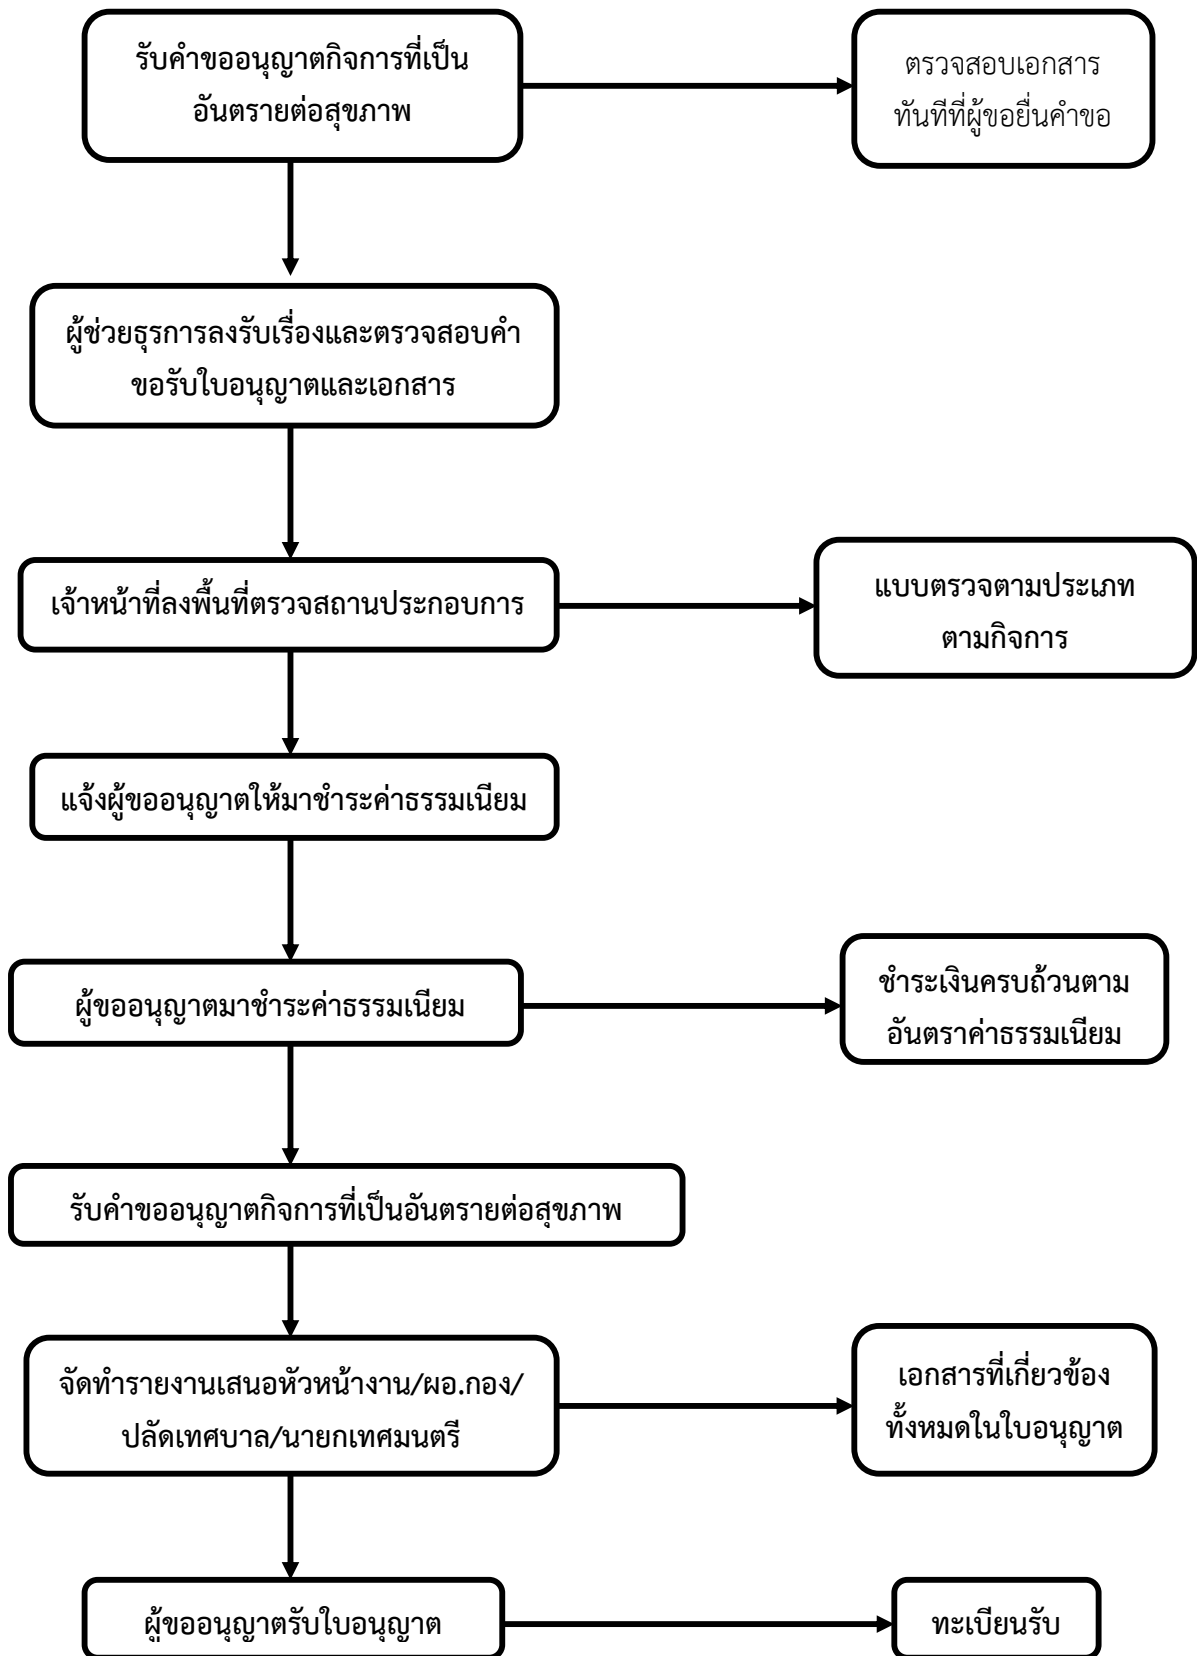 รับคำขออนุญาตกิจการที่เป็น
อันตรายต่อสุขภาพ
ตรวจสอบเอกสาร
ทันทีที่ผู้ขอยื่นคำขอ
ผู้ช่วยธุรการลงรับเรื่องและตรวจสอบคำ
ขอรับใบอนุญาตและเอกสาร
เจ้าหน้าที่ลงพื้นที่ตรวจสถานประกอบการ
แบบตรวจตามประเภท
ตามกิจการ
แจ้งผู้ขออนุญาตให้มาชำระค่าธรรมเนียม
ผู้ขออนุญาตมาชำระค่าธรรมเนียม
ชำระเงินครบถ้วนตาม
อันตราค่าธรรมเนียม
รับคำขออนุญาตกิจการที่เป็นอันตรายต่อสุขภาพ
จัดทำรายงานเสนอหัวหน้างาน/ผอ.กอง/
ปลัดเทศบาล/นายกเทศมนตรี
เอกสารที่เกี่ยวข้อง
ทั้งหมดในใบอนุญาต
ผู้ขออนุญาตรับใบอนุญาต
ทะเบียนรับ